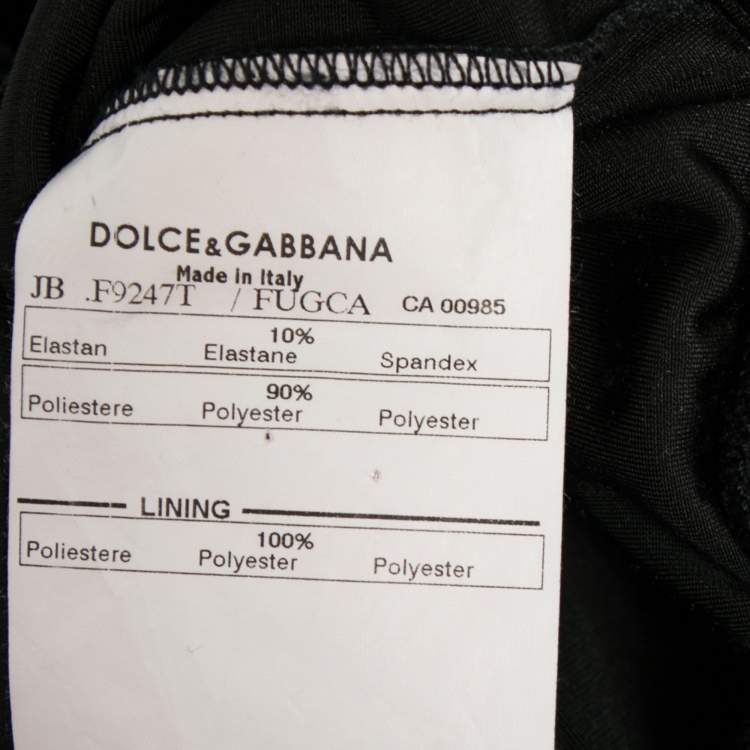 DOLCE&GABBANA
Made in Italy
JB .F9247T / FUGCA CA 00985
10%
Elastan Elastane Spandex
90%
Poliestere Polyester Polyester
LINING
100%
Poliestere Polyester Polyester